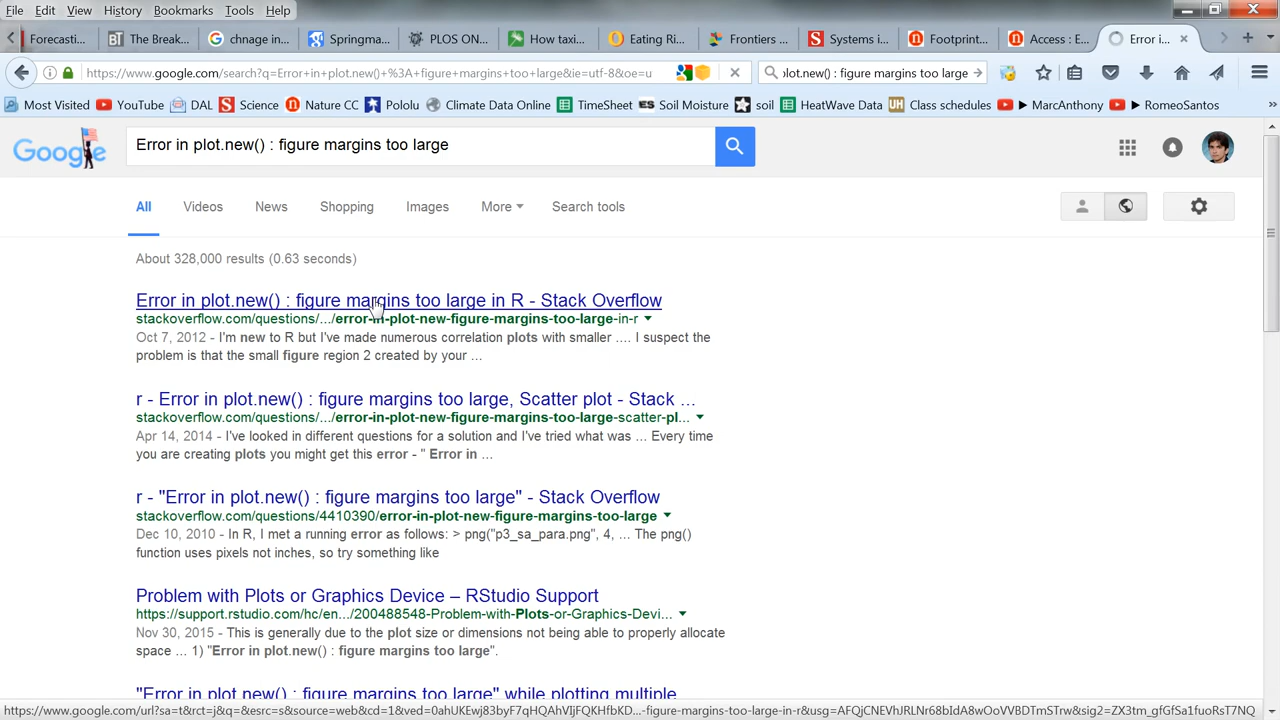 File Edit View History Bookmarks Tools Help
Forecasti... The Break... chnage in... Springma... PLOS ON... How taxi... Eating Ri... Frontiers ... Systems i... Footprint... Access : E... Error i...
https://www.google.com/search?q=Error+in+plot.new()+%3A+figure+margins+too+large&ie=utf-8&oe=u plot.new() : figure margins too large
Most Visited YouTube DAL Science Nature CC Pololu Climate Data Online TimeSheet Soil Moisture soil HeatWave Data Class schedules MarcAnthony RomeoSantos
Google Error in plot.new() : figure margins too large
All Videos News Shopping Images More Search tools
About 328,000 results (0.63 seconds)
Error in plot.new() : figure margins too large in R - Stack Overflow
stackoverflow.com/questions/.../error-in-plot-new-figure-margins-too-large-in-r
Oct 7, 2012 - I'm new to R but I've made numerous correlation plots with smaller .... I suspect the
problem is that the small figure region 2 created by your ...
r - Error in plot.new() : figure margins too large, Scatter plot - Stack ...
stackoverflow.com/questions/.../error-in-plot-new-figure-margins-too-large-scatter-pl...
Apr 14, 2014 - I've looked in different questions for a solution and I've tried what was ... Every time
you are creating plots you might get this error - " Error in ...
r - "Error in plot.new() : figure margins too large" - Stack Overflow
stackoverflow.com/questions/4410390/error-in-plot-new-figure-margins-too-large
Dec 10, 2010 - In R, I met a running error as follows: > png("p3_sa_para.png", 4, ... The png()
function uses pixels not inches, so try something like
Problem with Plots or Graphics Device – RStudio Support
https://support.rstudio.com/hc/en.../200488548-Problem-with-Plots-or-Graphics-Devi...
Nov 30, 2015 - This is generally due to the plot size or dimensions not being able to properly allocate
space ... 1) "Error in plot.new() : figure margins too large".
"Error in plot.new() : figure margins too large" while plotting multiple